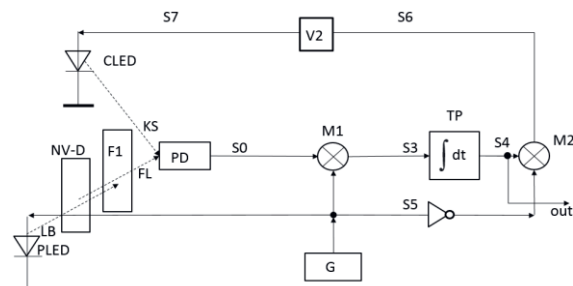 S7
S6
V2
CLED
TP
KS
M1
M2
NV-D
F1
PD
S0
S3
∫ dt
S4
FL
S5
out
LB
PLED
G